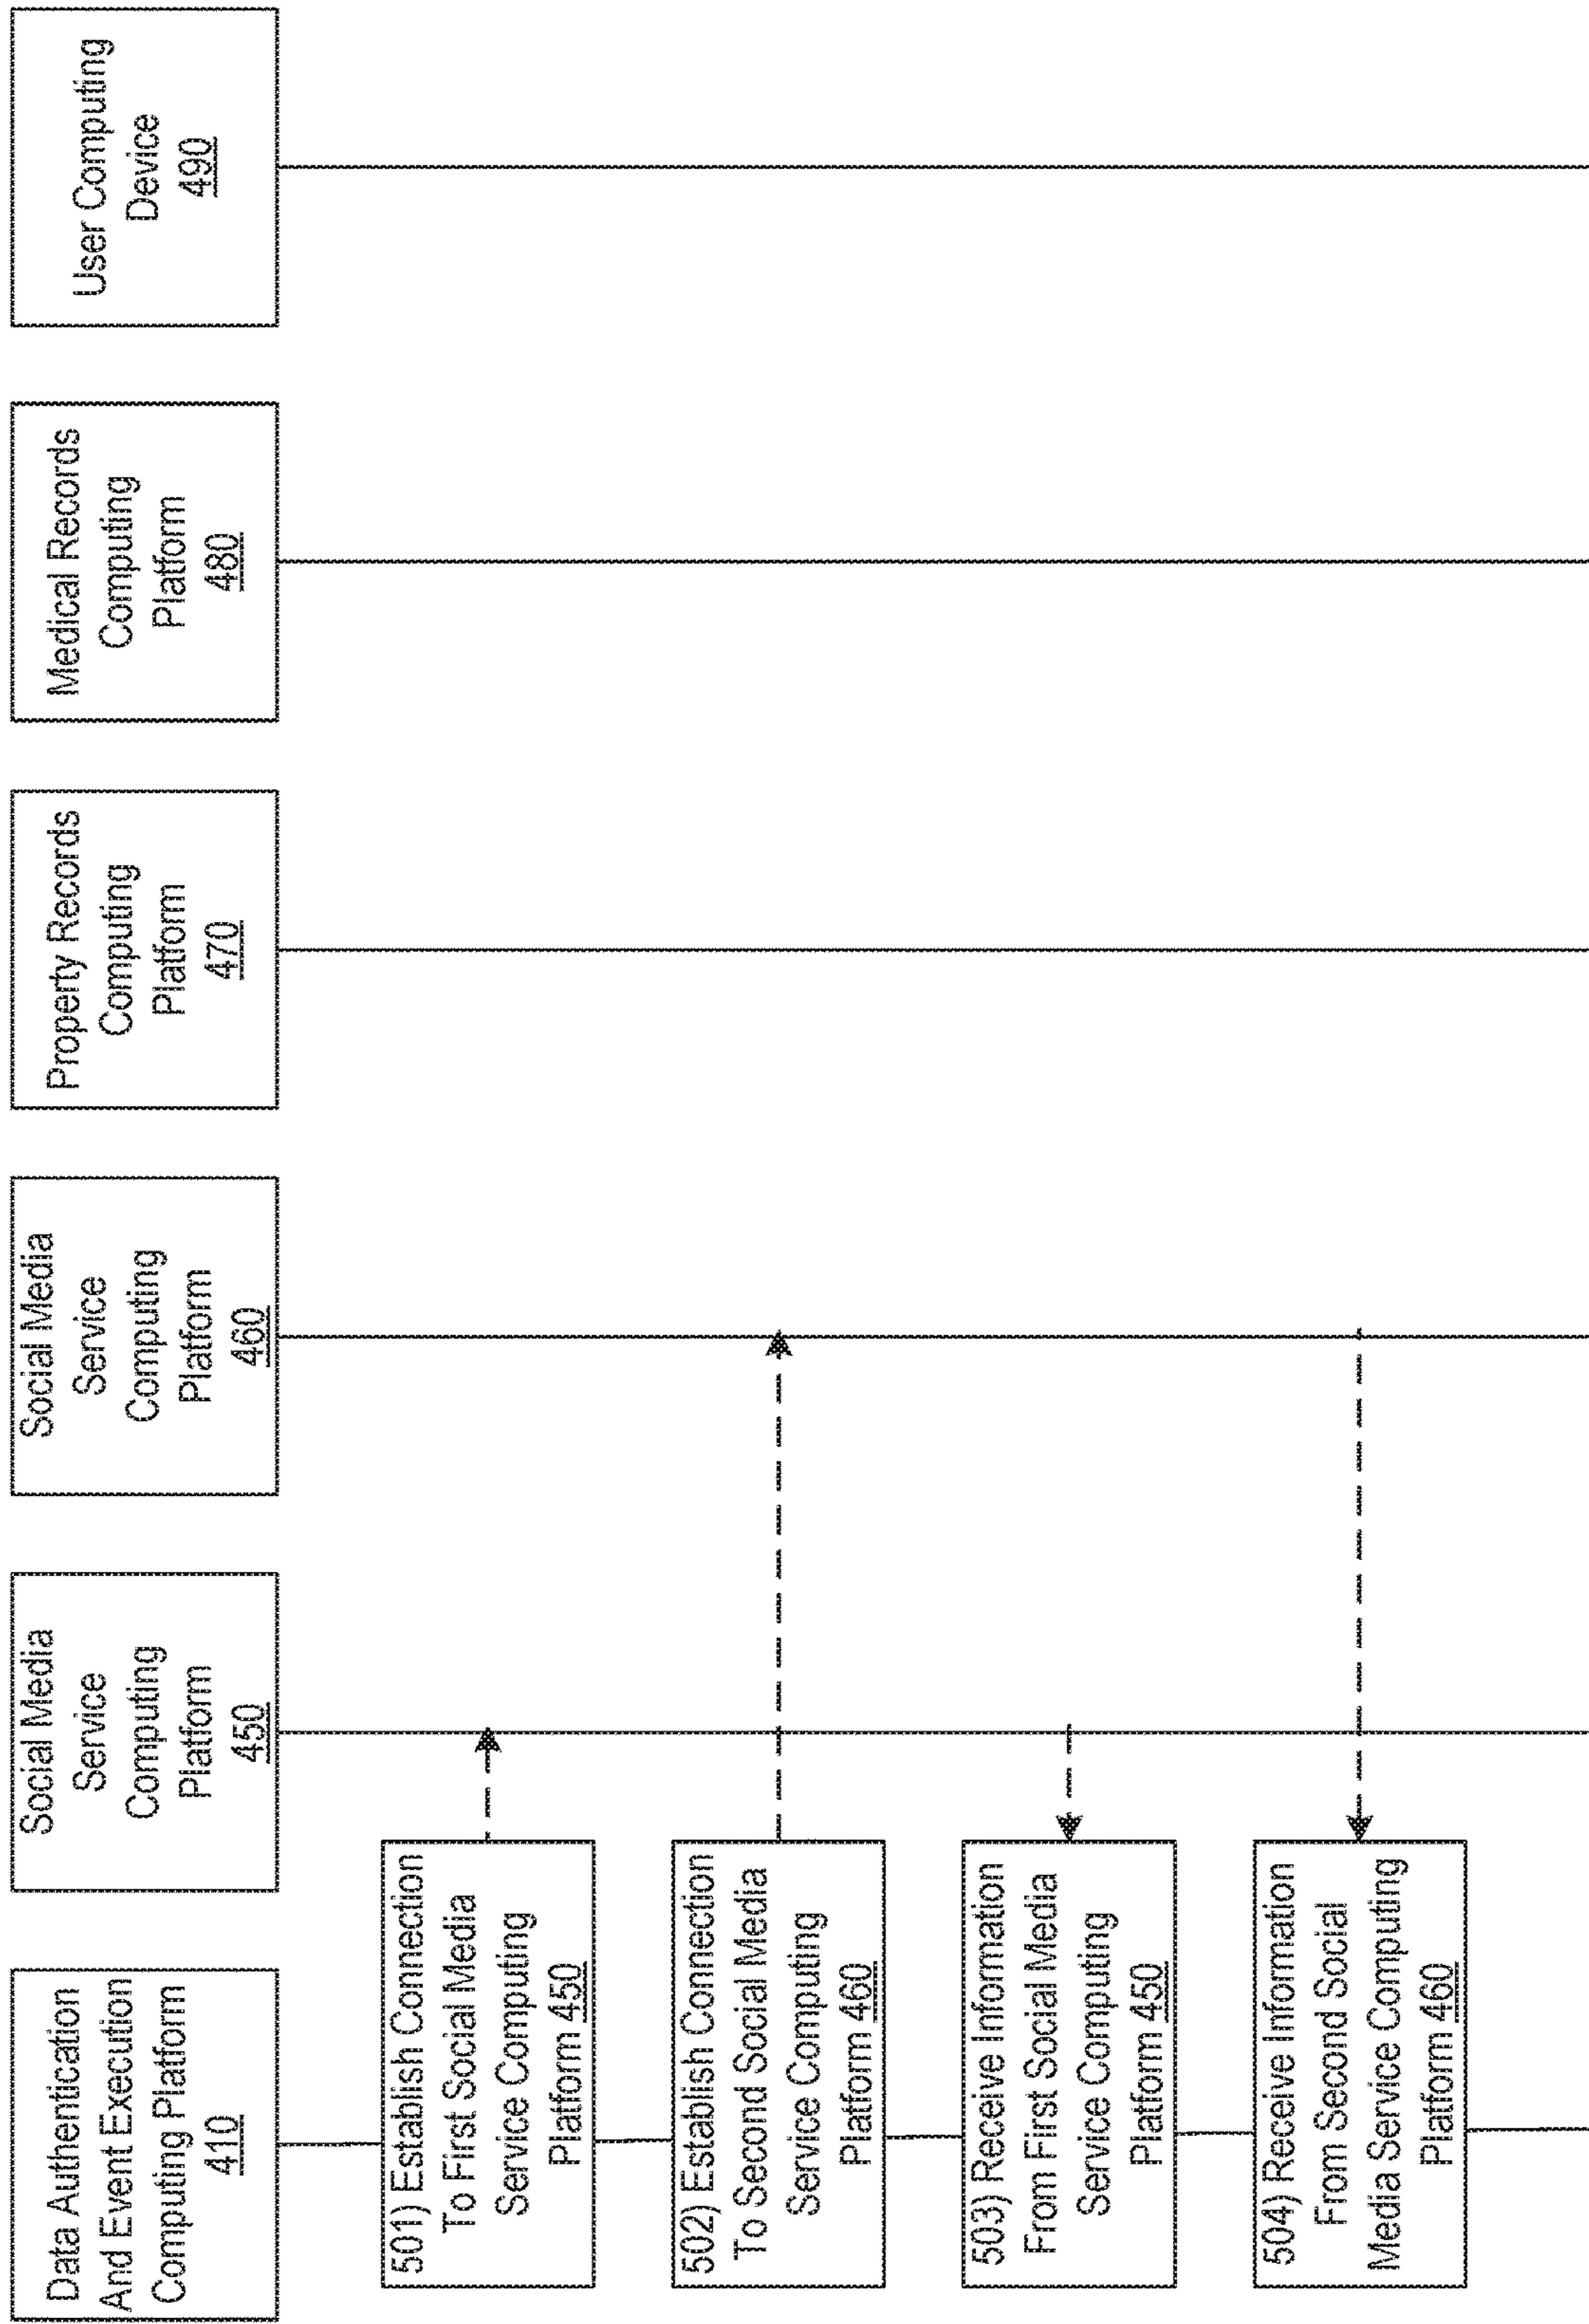 Data Authentication
And Event Execution
Computing Platform
410
Social Media
Service
Computing
Platform
450
Social Media
Service
Computing
Platform
460
Property Records
Computing
Platform
470
Medical Records
Computing
Platform
480
User Computing
Device
490
501) Establish Connection
To First Social Media
Service Computing
Platform 450
502) Establish Connection
To Second Social Media
Service Computing
Platform 460
503) Receive Information
From First Social Media
Service Computing
Platform 450
504) Receive Information
From Second Social
Media Service Computing
Platform 460